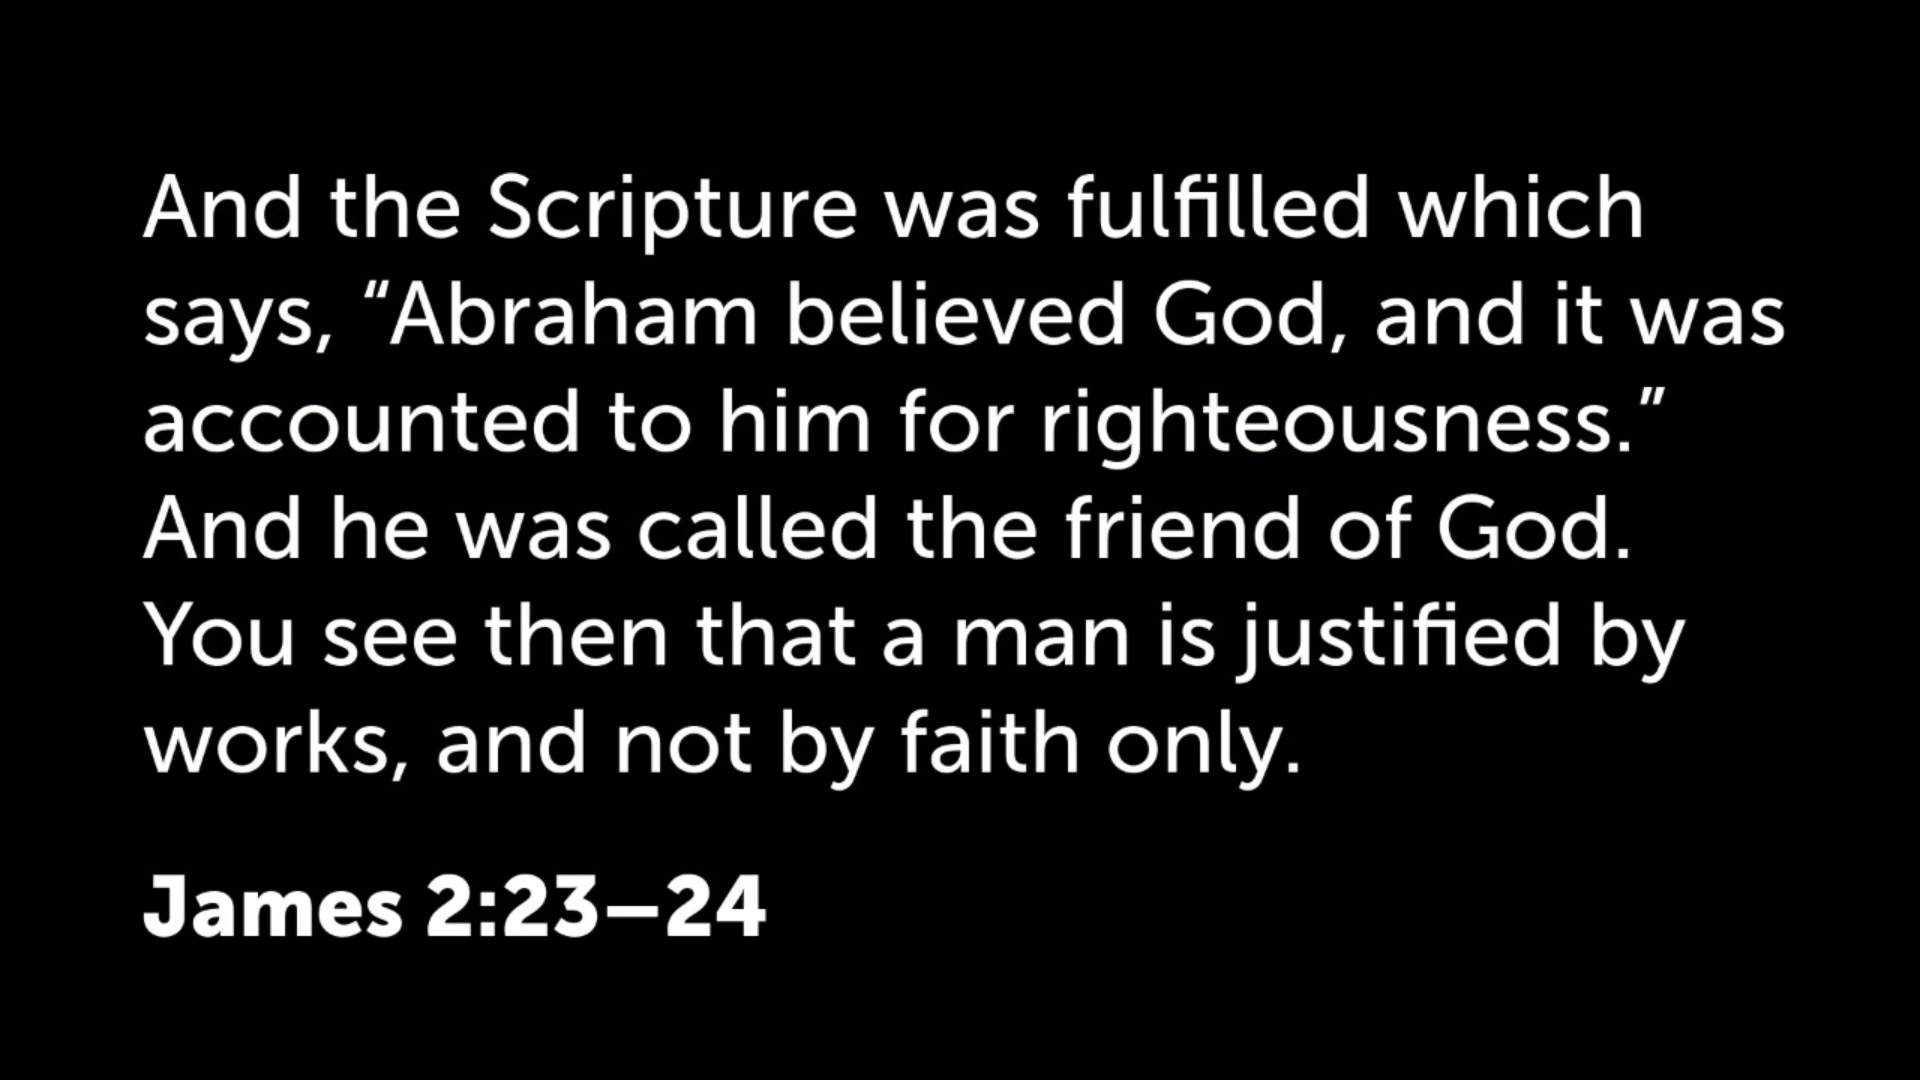 And the Scripture was fulfilled which
says, “Abraham believed God, and it was
accounted to him for righteousness.”
And he was called the friend of God.
You see then that a man is justified by
works, and not by faith only.
James 2:23–24